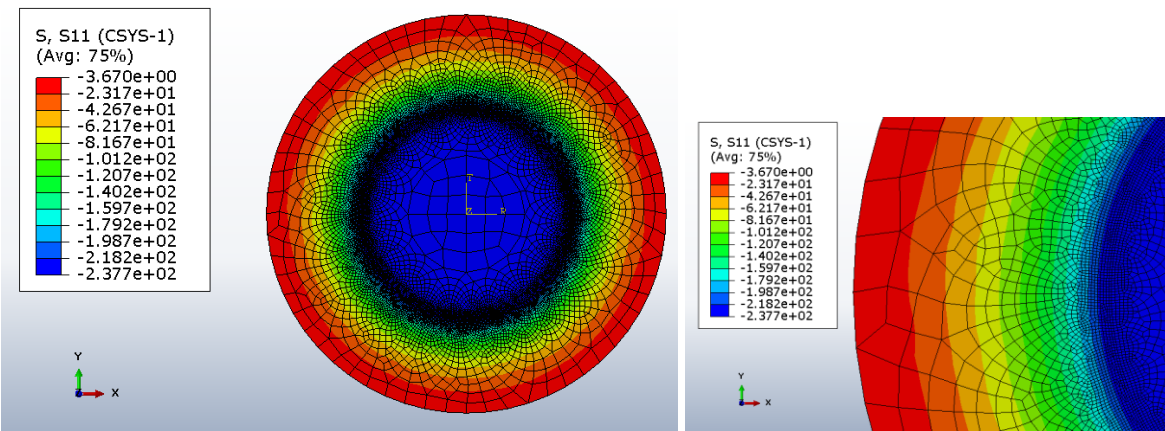 S, S11 (CSYS-1)
(Avg: 75%)
-3.670e+00
-2.317e+01
-4.267e+01
-6.217e+01
-8.167e+01
-1.012e+02
-1.207e+02
-1.402e+02
-1.597e+02
-1.792e+02
-1.987e+02
-2.182e+02
-2.377e+02
T
Z
R
Y
X
S, S11 (CSYS-1)
(Avg: 75%)
-3.670e+00
-2.317e+01
-4.267e+01
-6.217e+01
-8.167e+01
-1.012e+02
-1.207e+02
-1.402e+02
-1.597e+02
-1.792e+02
-1.987e+02
-2.182e+02
-2.377e+02
Y
X